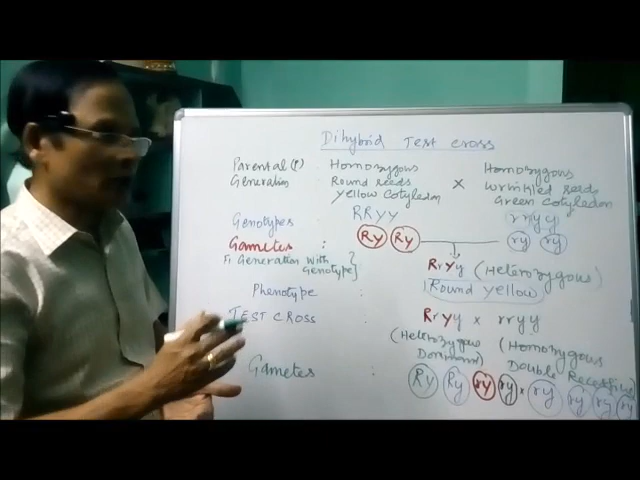 Dihybrid Test Cross
Parental (P) : Homozygous × Homozygous
Generation Round seeds Wrinkled seeds
Yellow Cotyledon Green Cotyledon
Genotypes : RRYY rryy
Gametes : RY RY ry ry
F1 Generation with Genotype } : RrYy (Heterozygous)
Phenotype : Round Yellow
TEST CROSS : RrYy × rryy
(Heterozygous (Homozygous
Dominant) Double Recessive
Gametes : RY Ry rY ry × ry ry ry ry